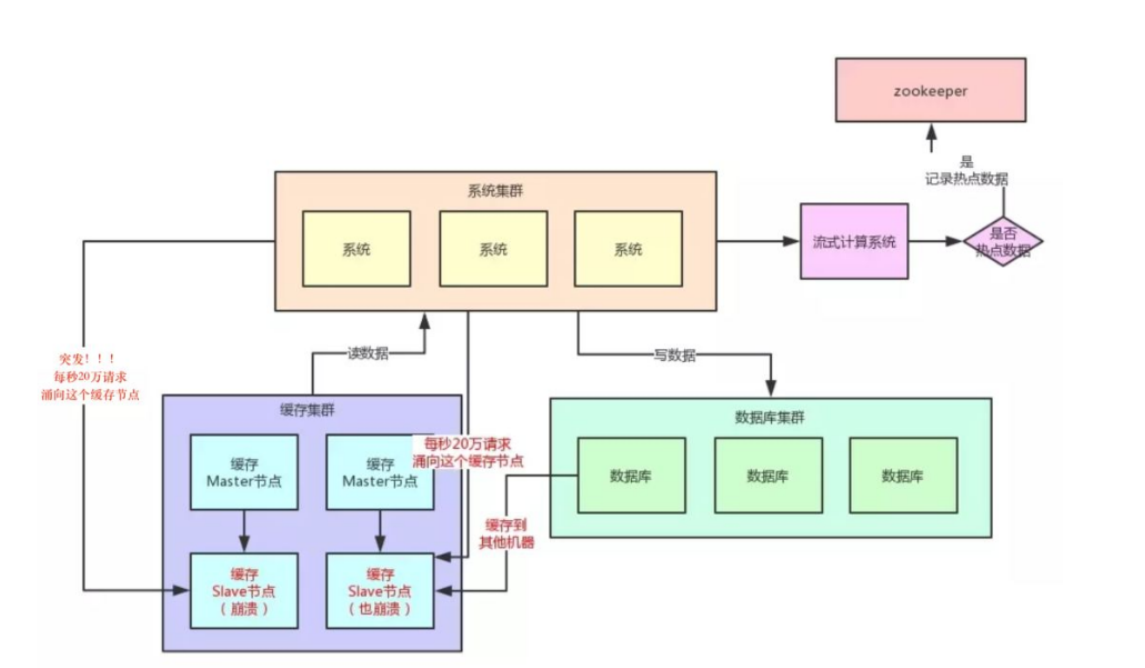 zookeeper
是
记录热点数据
系统集群
系统
系统
系统
流式计算系统
是否
热点数据
突发！！！
每秒20万请求
涌向这个缓存节点
读数据
写数据
缓存集群
缓存
Master节点
缓存
Master节点
每秒20万请求
涌向这个缓存节点
数据库集群
数据库
数据库
数据库
缓存到
其他机器
缓存
Slave节点
（崩溃）
缓存
Slave节点
（也崩溃）